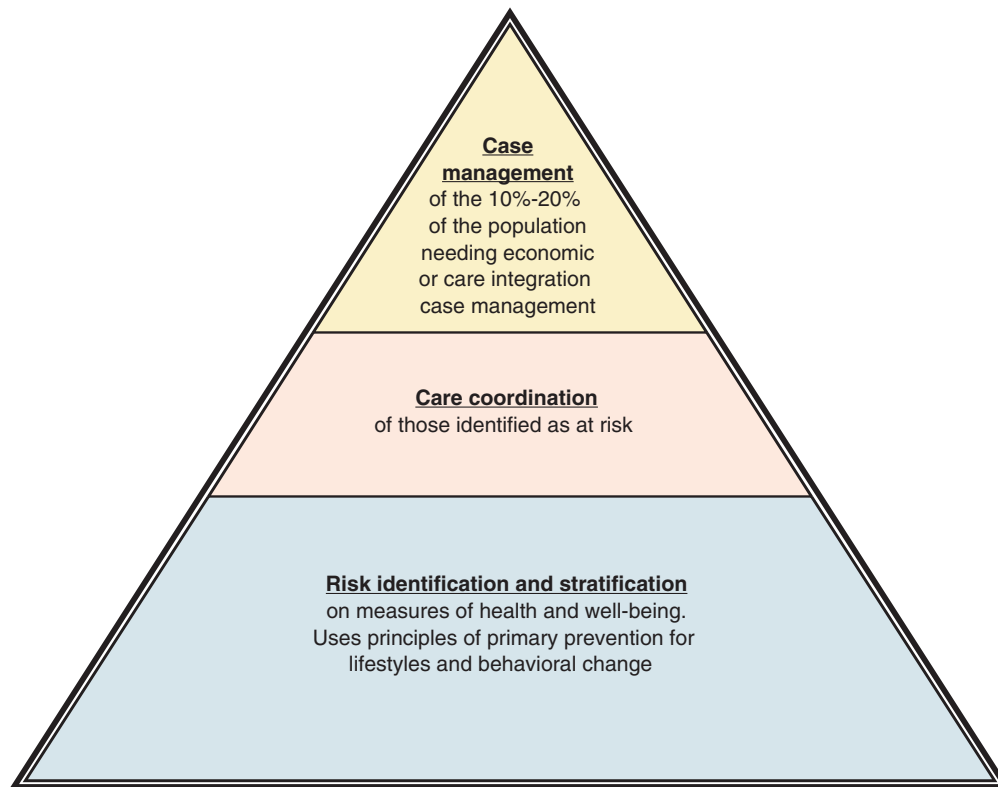 Case
management
of the 10%-20%
of the population
needing economic
or care integration
case management
Care coordination
of those identified as at risk
Risk identification and stratification
on measures of health and well-being.
Uses principles of primary prevention for
lifestyles and behavioral change